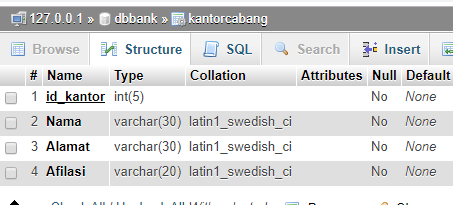 127.0.0.1 » dbbank » kantorcabang
Browse Structure SQL Search Insert
# Name Type Collation Attributes Null Default
1 id_kantor int(5) No None
2 Nama varchar(30) latin1_swedish_ci No None
3 Alamat varchar(30) latin1_swedish_ci No None
4 Afilasi varchar(20) latin1_swedish_ci No None